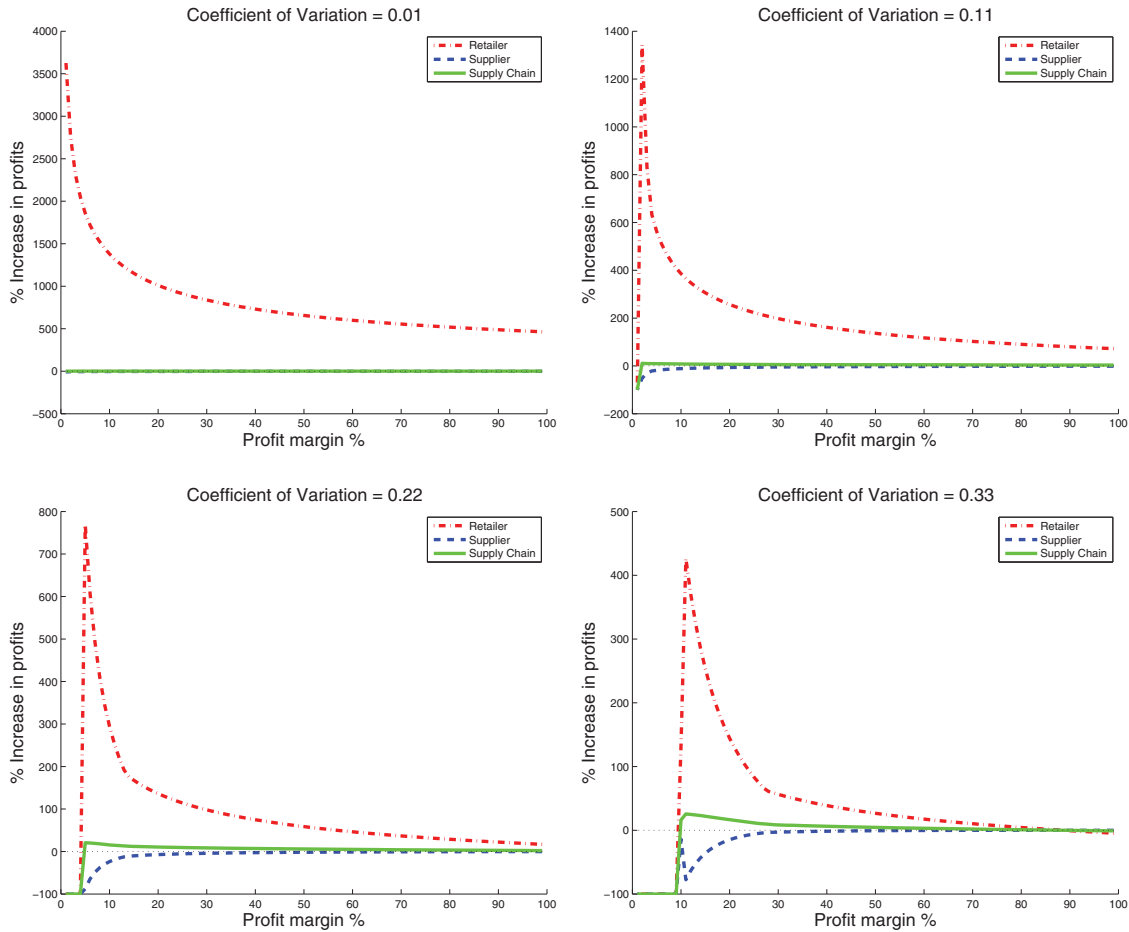 Coefficient of Variation = 0.01
4000
3500
3000
2500
2000
1500
1000
500
0
−500
% Increase in profits
0 10 20 30 40 50 60 70 80 90 100
Profit margin %
Retailer
Supplier
Supply Chain
Coefficient of Variation = 0.11
1400
1200
1000
800
600
400
200
0
−200
% Increase in profits
0 10 20 30 40 50 60 70 80 90 100
Profit margin %
Retailer
Supplier
Supply Chain
Coefficient of Variation = 0.22
800
700
600
500
400
300
200
100
0
−100
% Increase in profits
0 10 20 30 40 50 60 70 80 90 100
Profit margin %
Retailer
Supplier
Supply Chain
Coefficient of Variation = 0.33
500
400
300
200
100
0
−100
% Increase in profits
0 10 20 30 40 50 60 70 80 90 100
Profit margin %
Retailer
Supplier
Supply Chain